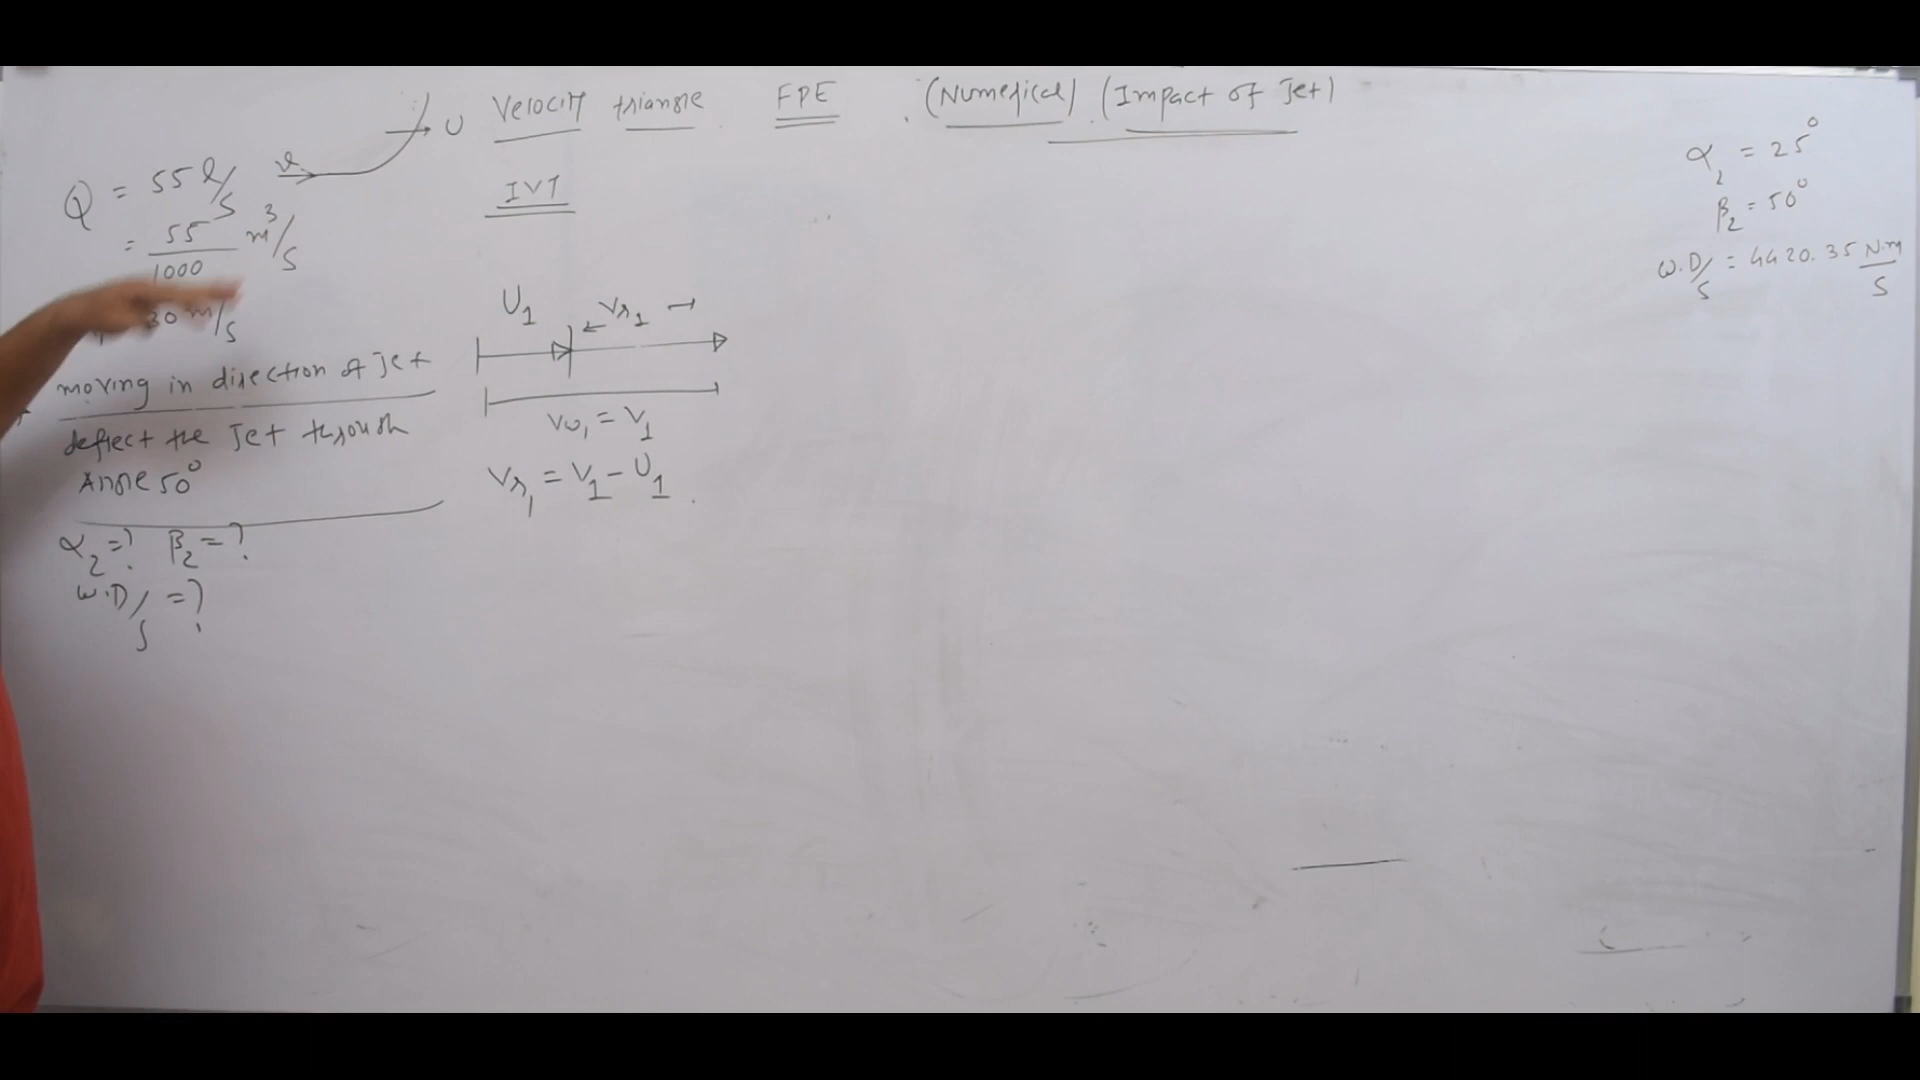 Velocity triangle FPE (Numerical) (Impact of Jet)
U
Q = 55 l/s
= 55/1000 m³/s
30 m/s
moving in direction of Jet
deflect the Jet through
Angle 50°
α₂ = ? β₂ = ?
W.D/s = ?
IVT
U₁ Vr₁
Vw₁ = V₁
Vr₁ = V₁ - U₁
α₂ = 25°
β₂ = 50°
W.D/s = 4420.35 N.m/s